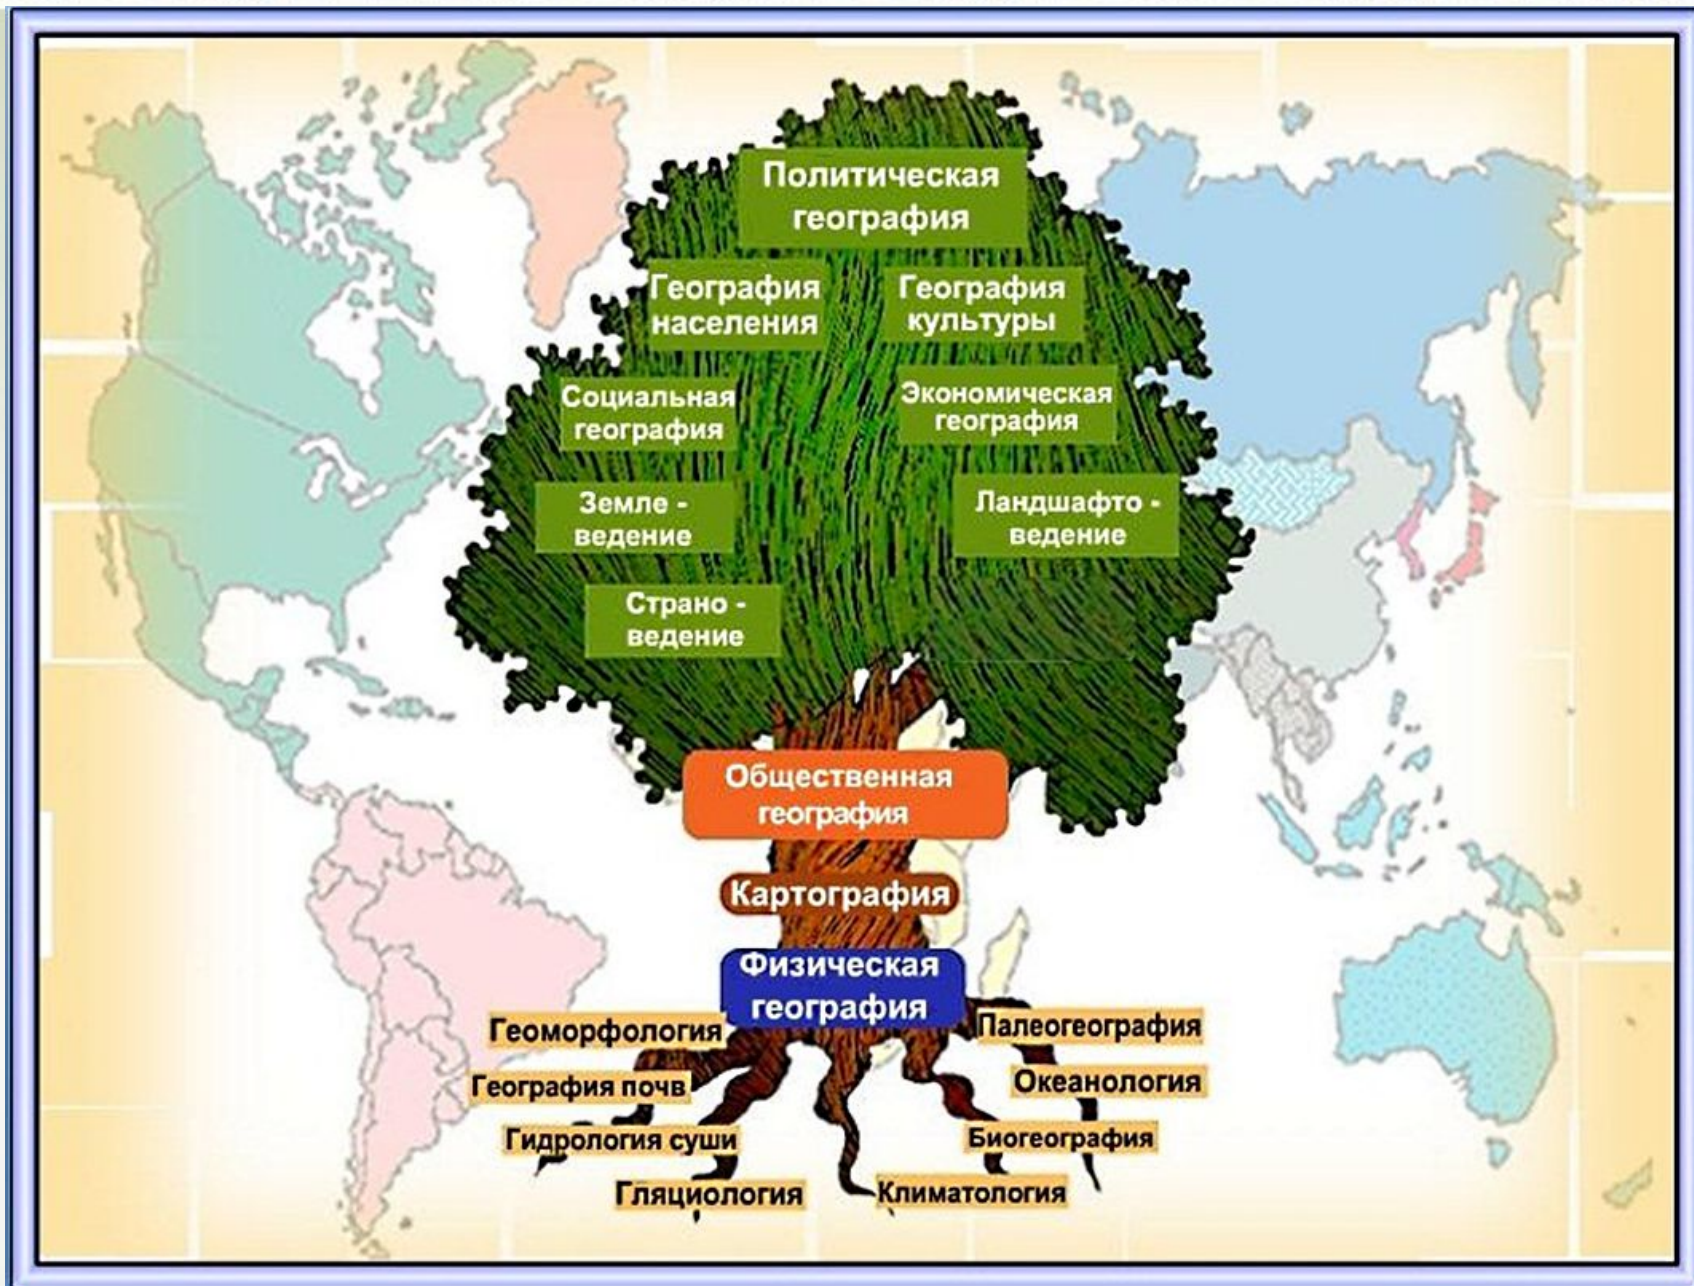 Политическая
география
География
населения
География
культуры
Социальная
география
Экономическая
география
Земле -
ведение
Ландшафто -
ведение
Страно -
ведение
Общественная
география
Картография
Физическая
география
Геоморфология
Палеогеография
География почв
Океанология
Гидрология суши
Биогеография
Гляциология
Климатология